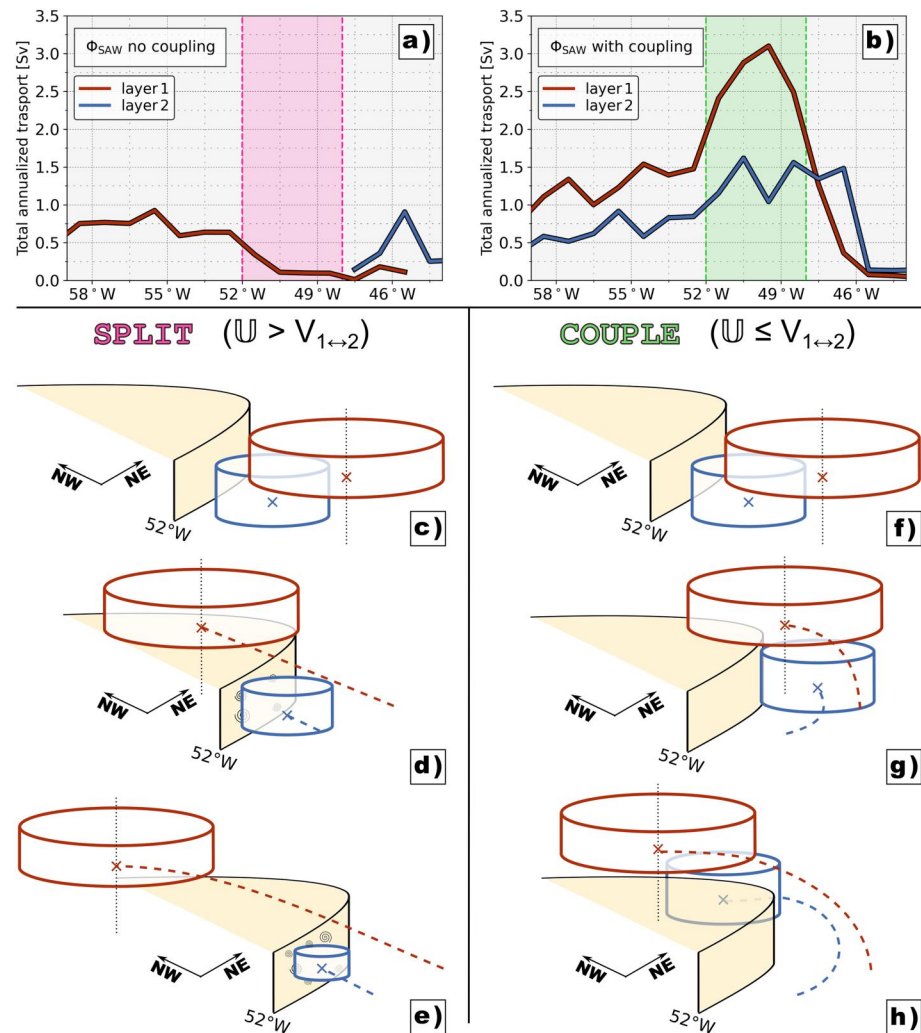 Total annualized trasport [Sv]
3.5
3.0
2.5
2.0
1.5
1.0
0.5
0.0
Φ_SAW no coupling
a)
layer 1
layer 2
58°W 55°W 52°W 49°W 46°W
Total annualized trasport [Sv]
3.5
3.0
2.5
2.0
1.5
1.0
0.5
0.0
Φ_SAW with coupling
b)
layer 1
layer 2
58°W 55°W 52°W 49°W 46°W
SPLIT (𝕌 > V₁↔₂)
COUPLE (𝕌 ≤ V₁↔₂)
NW NE
52°W
c)
NW NE
52°W
f)
NW NE
52°W
d)
NW NE
52°W
g)
NW NE
52°W
e)
NW NE
52°W
h)